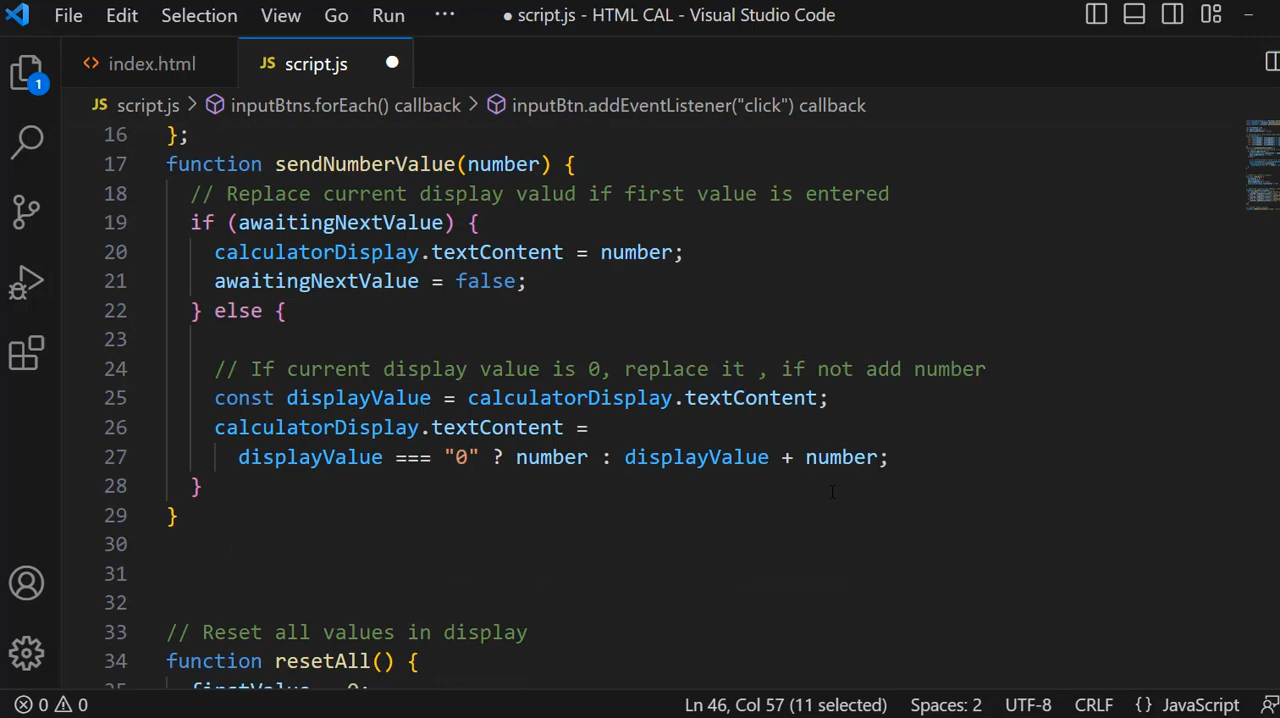 File Edit Selection View Go Run ··· ● script.js - HTML CAL - Visual Studio Code
<> index.html JS script.js ●
JS script.js > inputBtns.forEach() callback > inputBtn.addEventListener("click") callback
16 };
17 function sendNumberValue(number) {
18 // Replace current display valud if first value is entered
19 if (awaitingNextValue) {
20 calculatorDisplay.textContent = number;
21 awaitingNextValue = false;
22 } else {
23
24 // If current display value is 0, replace it , if not add number
25 const displayValue = calculatorDisplay.textContent;
26 calculatorDisplay.textContent =
27 displayValue === "0" ? number : displayValue + number;
28 }
29 }
30
31
32
33 // Reset all values in display
34 function resetAll() {
1
0 0 Ln 46, Col 57 (11 selected) Spaces: 2 UTF-8 CRLF {} JavaScript